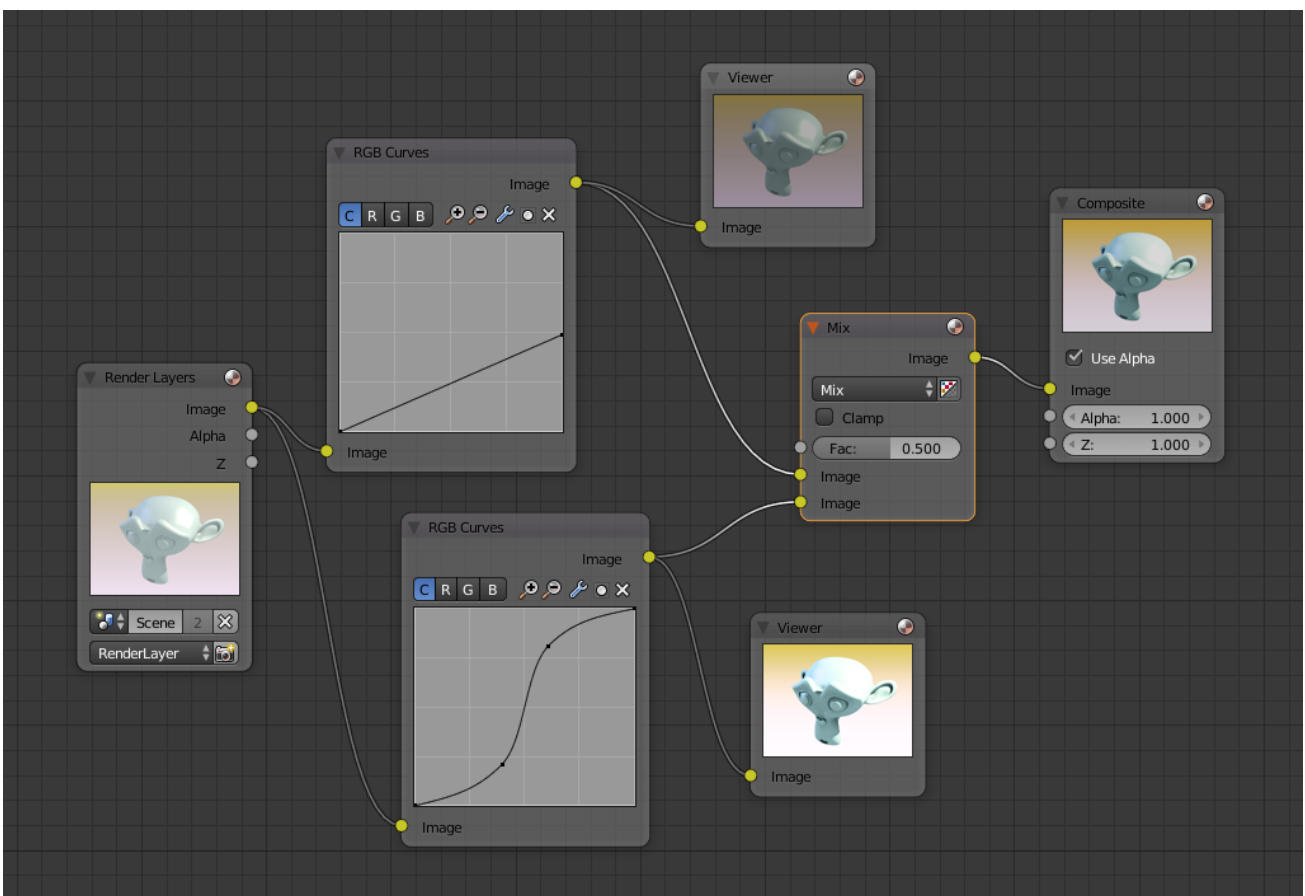 Viewer
Image
RGB Curves
Image
C R G B
Image
Composite
Use Alpha
Image
Alpha: 1.000
Z: 1.000
Mix
Image
Mix
Clamp
Fac: 0.500
Image
Image
Render Layers
Image
Alpha
Z
Scene 2
RenderLayer
RGB Curves
Image
C R G B
Image
Viewer
Image